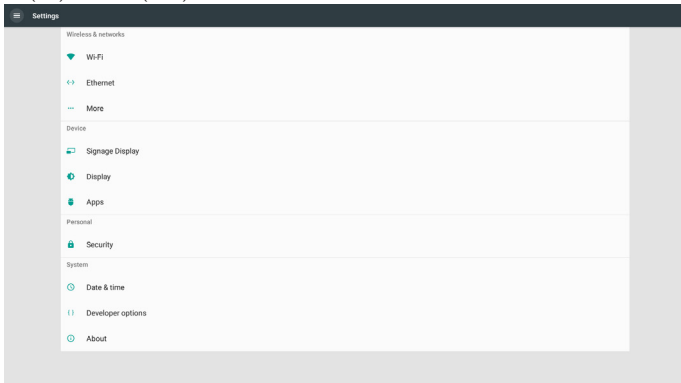 Settings
Wireless & networks
Wi-Fi
Ethernet
More
Device
Signage Display
Display
Apps
Personal
Security
System
Date & time
Developer options
About